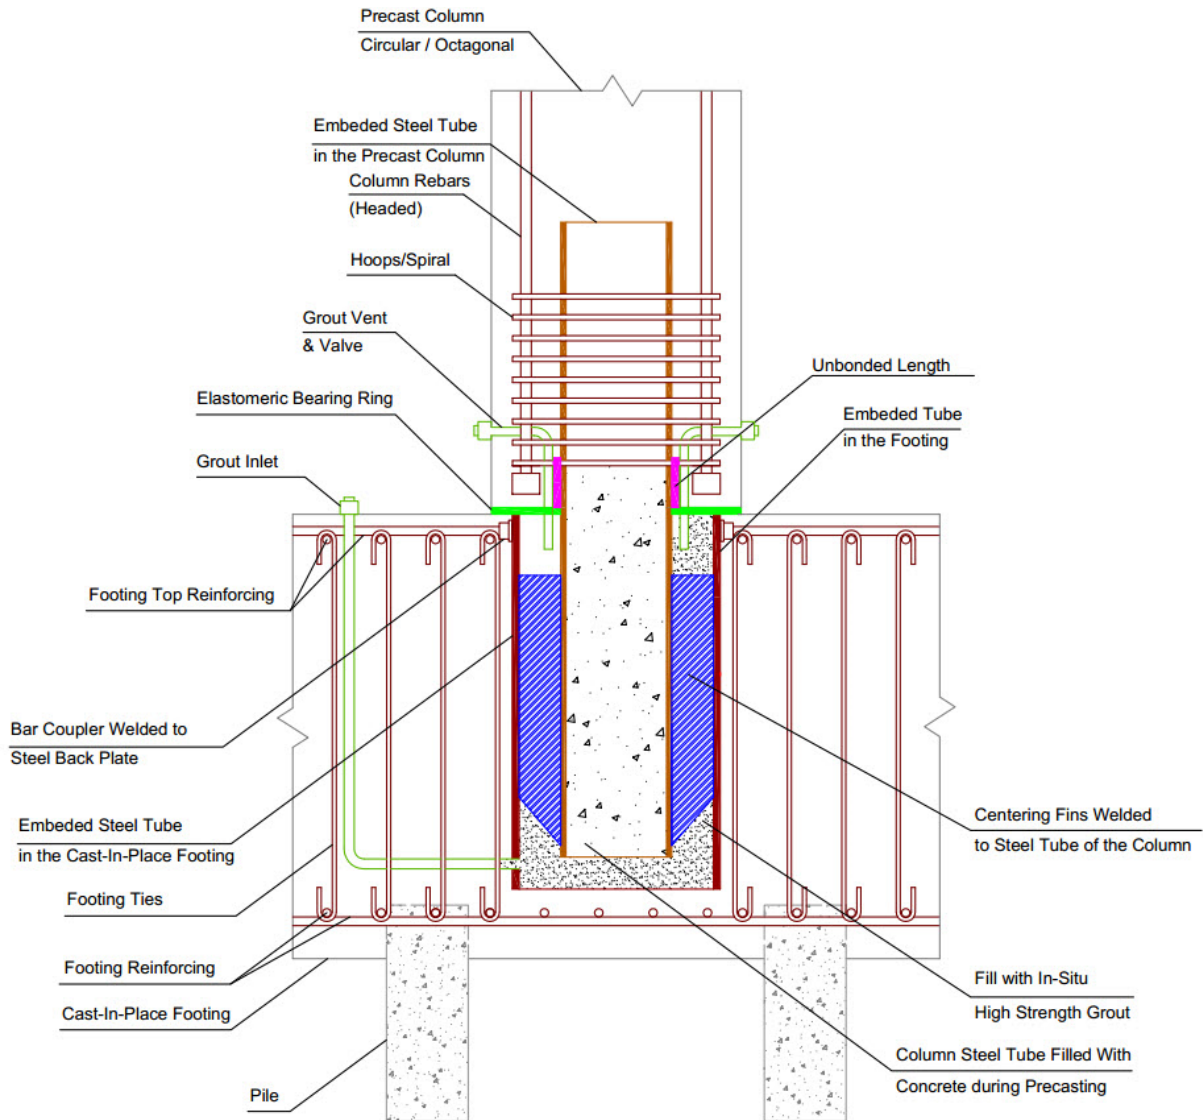 Precast Column
Circular / Octagonal
Embeded Steel Tube
in the Precast Column
Column Rebars
(Headed)
Hoops/Spiral
Grout Vent
& Valve
Unbonded Length
Elastomeric Bearing Ring
Embeded Tube
in the Footing
Grout Inlet
Footing Top Reinforcing
Bar Coupler Welded to
Steel Back Plate
Embeded Steel Tube
in the Cast-In-Place Footing
Centering Fins Welded
to Steel Tube of the Column
Footing Ties
Footing Reinforcing
Cast-In-Place Footing
Fill with In-Situ
High Strength Grout
Column Steel Tube Filled With
Concrete during Precasting
Pile